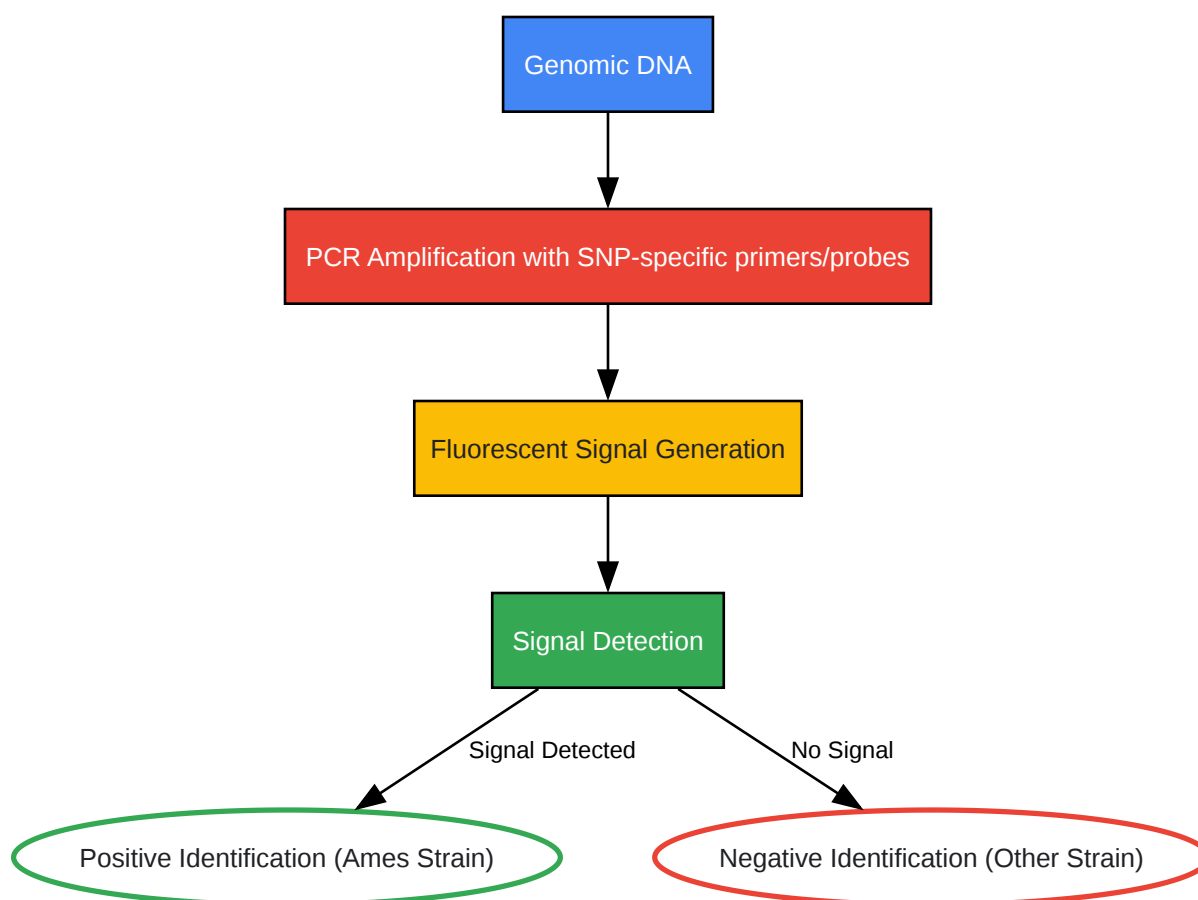 Genomic DNA
PCR Amplification with SNP-specific primers/probes
Fluorescent Signal Generation
Signal Detection
Signal Detected
No Signal
Positive Identification (Ames Strain)
Negative Identification (Other Strain)